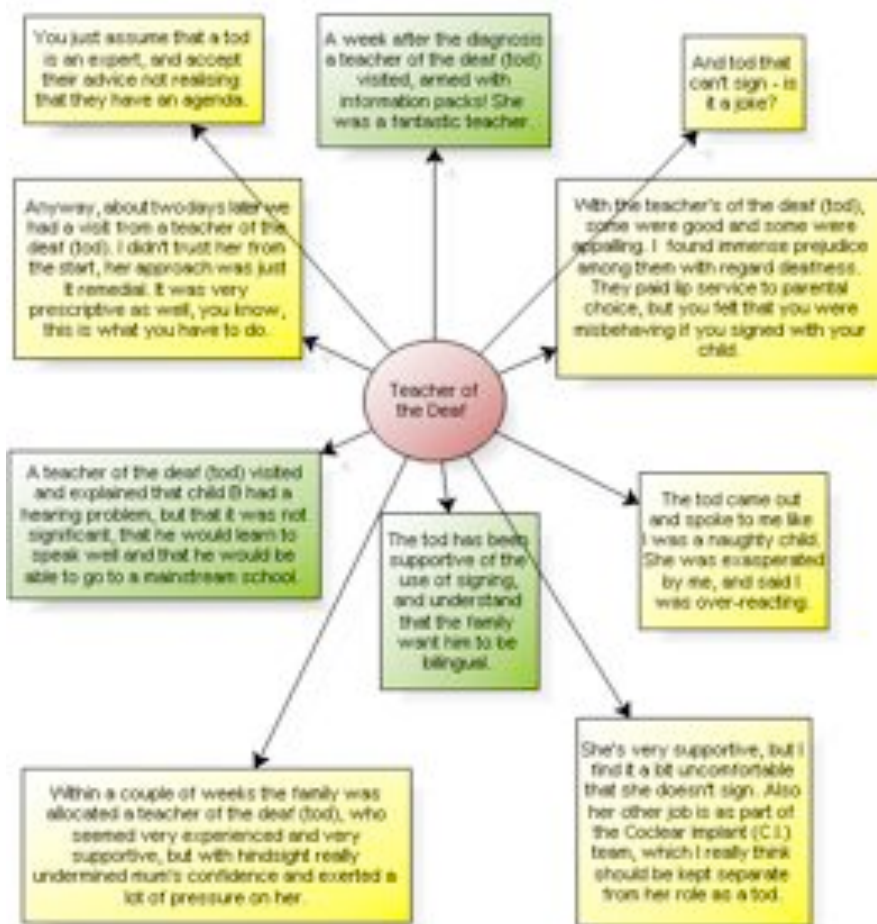 You just assume that a tod
is an expert, and accept
their advice not realising
that they have an agenda.
A week after the diagnosis
a teacher of the deaf (tod)
visited, armed with
information packs! She
was a fantastic teacher.
And tod that
can't sign - is
it a joke?
Anyway, about two days later we
had a visit from a teacher of the
deaf (tod). I didn't trust her from
the start, her approach was just
it remedial. It was very
prescriptive as well, you know,
this is what you have to do.
With the teacher's of the deaf (tod),
some were good and some were
appalling. I found immense prejudice
among them with regard deafness.
They paid lip service to parental
choice, but you felt that you were
misbehaving if you signed with your
child.
Teacher of
the Deaf
A teacher of the deaf (tod) visited
and explained that child B had a
hearing problem, but that it was not
significant, that he would learn to
speak well and that he would be
able to go to a mainstream school.
The tod has been
supportive of the
use of signing,
and understand
that the family
want him to be
bilingual.
The tod came out
and spoke to me like
I was a naughty child.
She was exasperated
by me, and said I
was over-reacting.
Within a couple of weeks the family was
allocated a teacher of the deaf (tod), who
seemed very experienced and very
supportive, but with hindsight really
undermined mum's confidence and exerted a
lot of pressure on her.
She's very supportive, but I
find it a bit uncomfortable
that she doesn't sign. Also
her other job is as part of
the Coclear Implant (C.I.)
team, which I really think
should be kept separate
from her role as a tod.